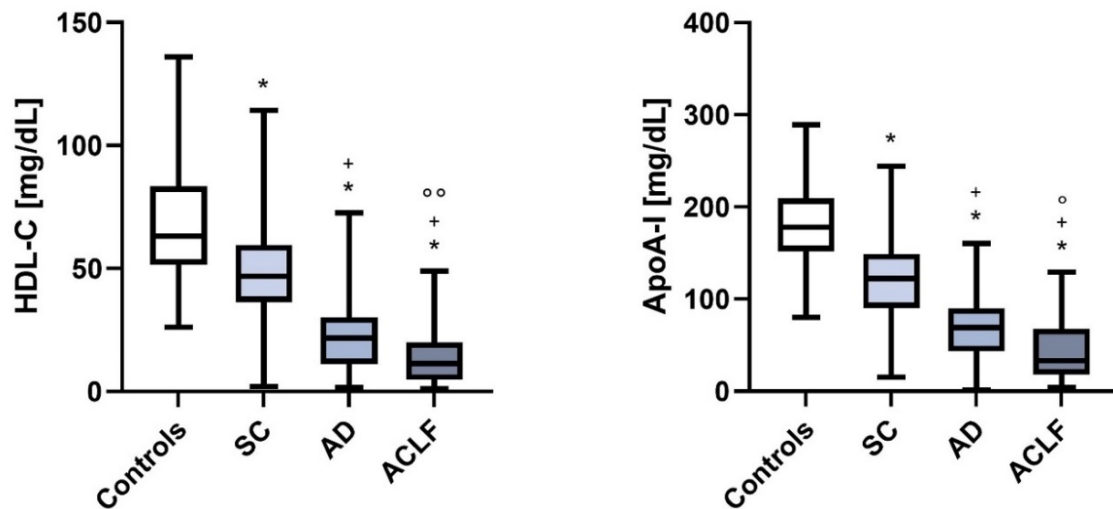 HDL-C [mg/dL]
150
100
50
0
*
+
*
°°
+
*
Controls
SC
AD
ACLF
ApoA-I [mg/dL]
400
300
200
100
0
*
+
*
°
+
*
Controls
SC
AD
ACLF